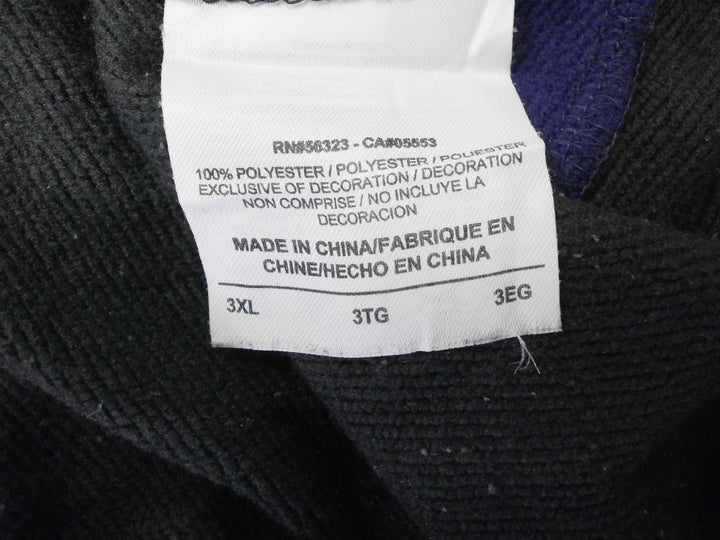 RN#56323 - CA#05553
100% POLYESTER / POLYESTER / POLIESTER
EXCLUSIVE OF DECORATION / DECORATION
NON COMPRISE / NO INCLUYE LA
DECORACION
MADE IN CHINA/FABRIQUE EN
CHINE/HECHO EN CHINA
3XL 3TG 3EG